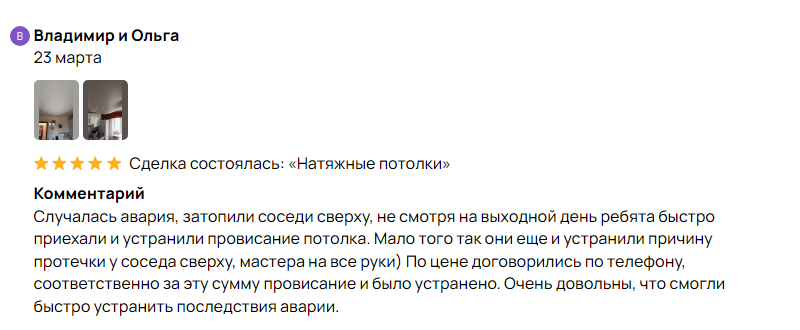 В Владимир и Ольга
23 марта
Сделка состоялась: «Натяжные потолки»
Комментарий
Случалась авария, затопили соседи сверху, не смотря на выходной день ребята быстро
приехали и устранили провисание потолка. Мало того так они еще и устранили причину
протечки у соседа сверху, мастера на все руки) По цене договорились по телефону,
соответственно за эту сумму провисание и было устранено. Очень довольны, что смогли
быстро устранить последствия аварии.